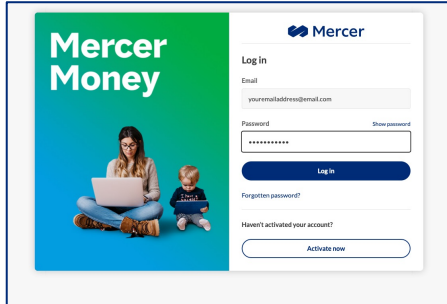 Mercer
Money
Mercer
Log in
Email
youremailaddress@email.com
Password
Show password
•••••••••••
Log in
Forgotten password?
Haven't activated your account?
Activate now